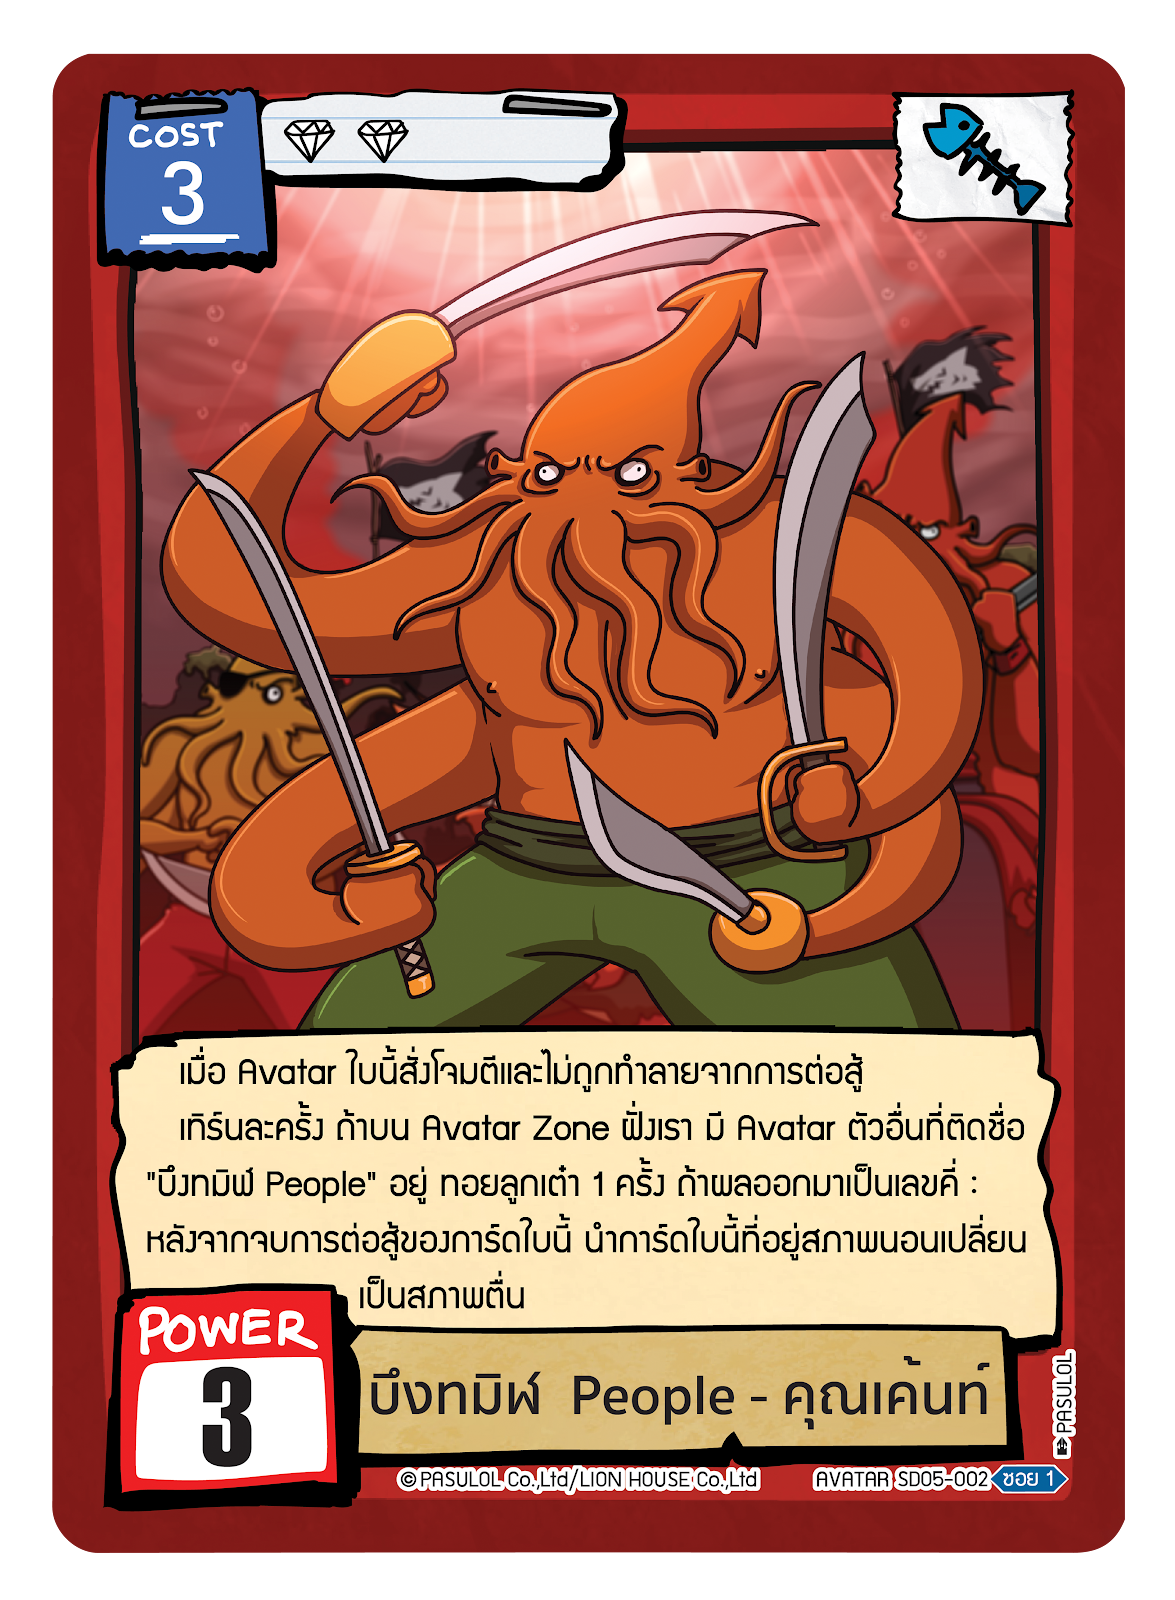 COST
3
เมื่อ Avatar ใบนี้สั่งโจมตีและไม่ถูกทำลายจากการต่อสู้
เทิร์นละครั้ง ถ้าบน Avatar Zone ฝั่งเรา มี Avatar ตัวอื่นที่ติดชื่อ
"บึงทมิฬ People" อยู่ ทอยลูกเต๋า 1 ครั้ง ถ้าผลออกมาเป็นเลขคี่ :
หลังจากจบการต่อสู้ของการ์ดใบนี้ นำการ์ดใบนี้ที่อยู่สภาพนอนเปลี่ยน
เป็นสภาพตื่น
POWER
3
บึงทมิฬ People - คุณเค้นท์
PASULOL
© PASULOL Co.,Ltd/LION HOUSE Co.,Ltd
AVATAR SD05-002 ซอย 1